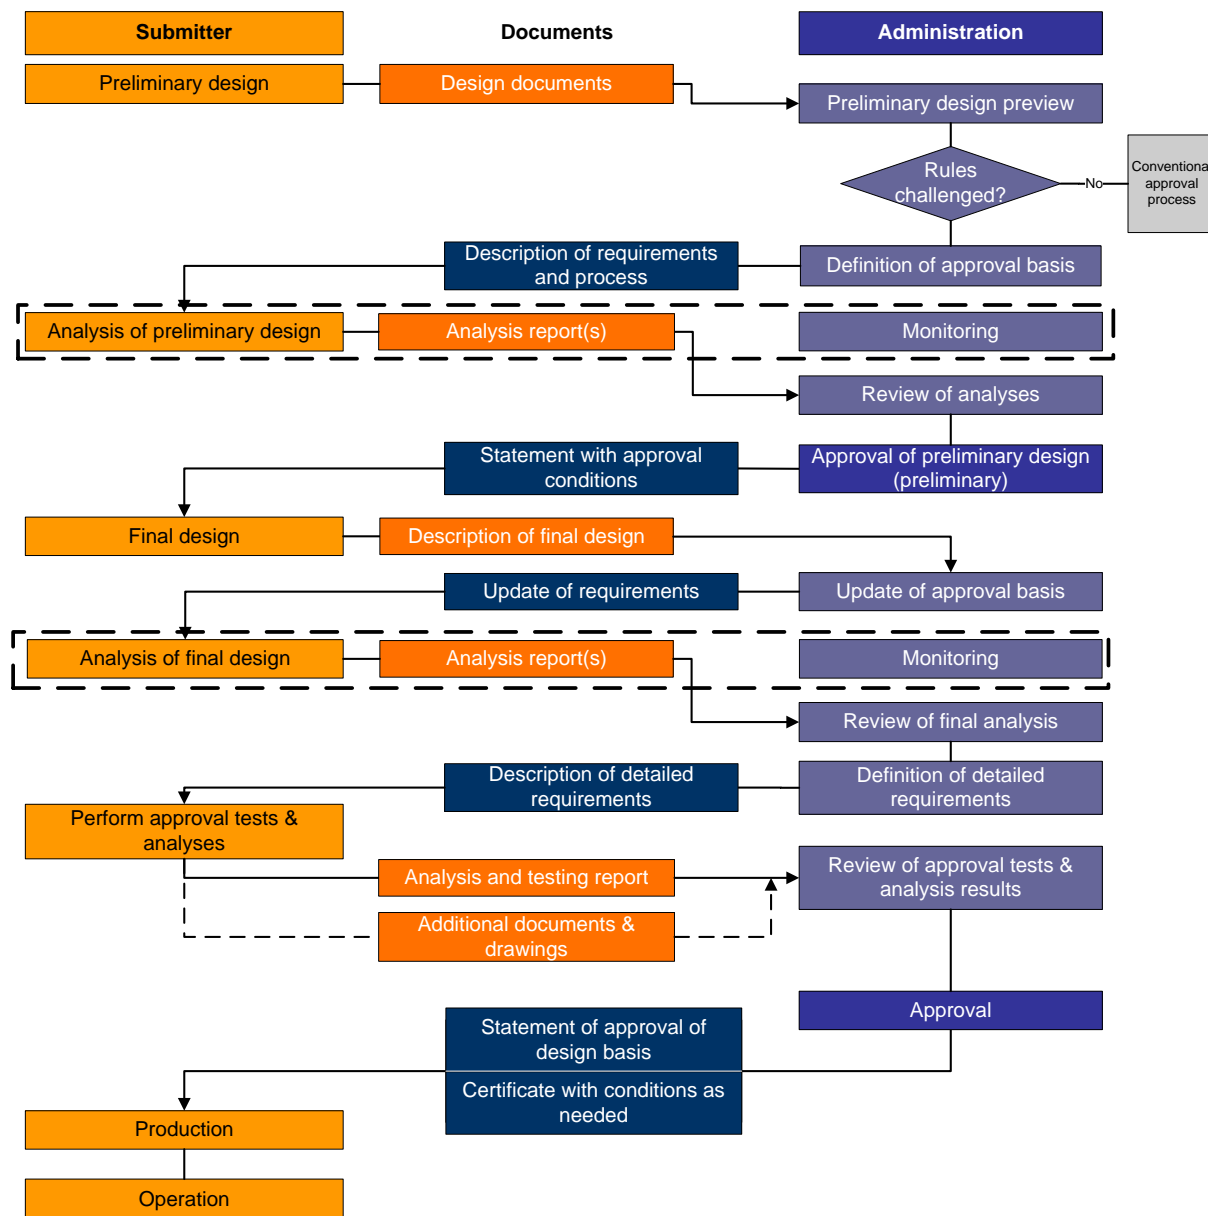 Submitter
Documents
Administration
Preliminary design
Design documents
Preliminary design preview
Rules
challenged?
No
Conventiona
approval
process
Description of requirements
and process
Definition of approval basis
Analysis of preliminary design
Analysis report(s)
Monitoring
Review of analyses
Statement with approval
conditions
Approval of preliminary design
(preliminary)
Final design
Description of final design
Update of requirements
Update of approval basis
Analysis of final design
Analysis report(s)
Monitoring
Review of final analysis
Description of detailed
requirements
Definition of detailed
requirements
Perform approval tests &
analyses
Analysis and testing report
Review of approval tests &
analysis results
Additional documents &
drawings
Approval
Statement of approval of
design basis
Certificate with conditions as
needed
Production
Operation